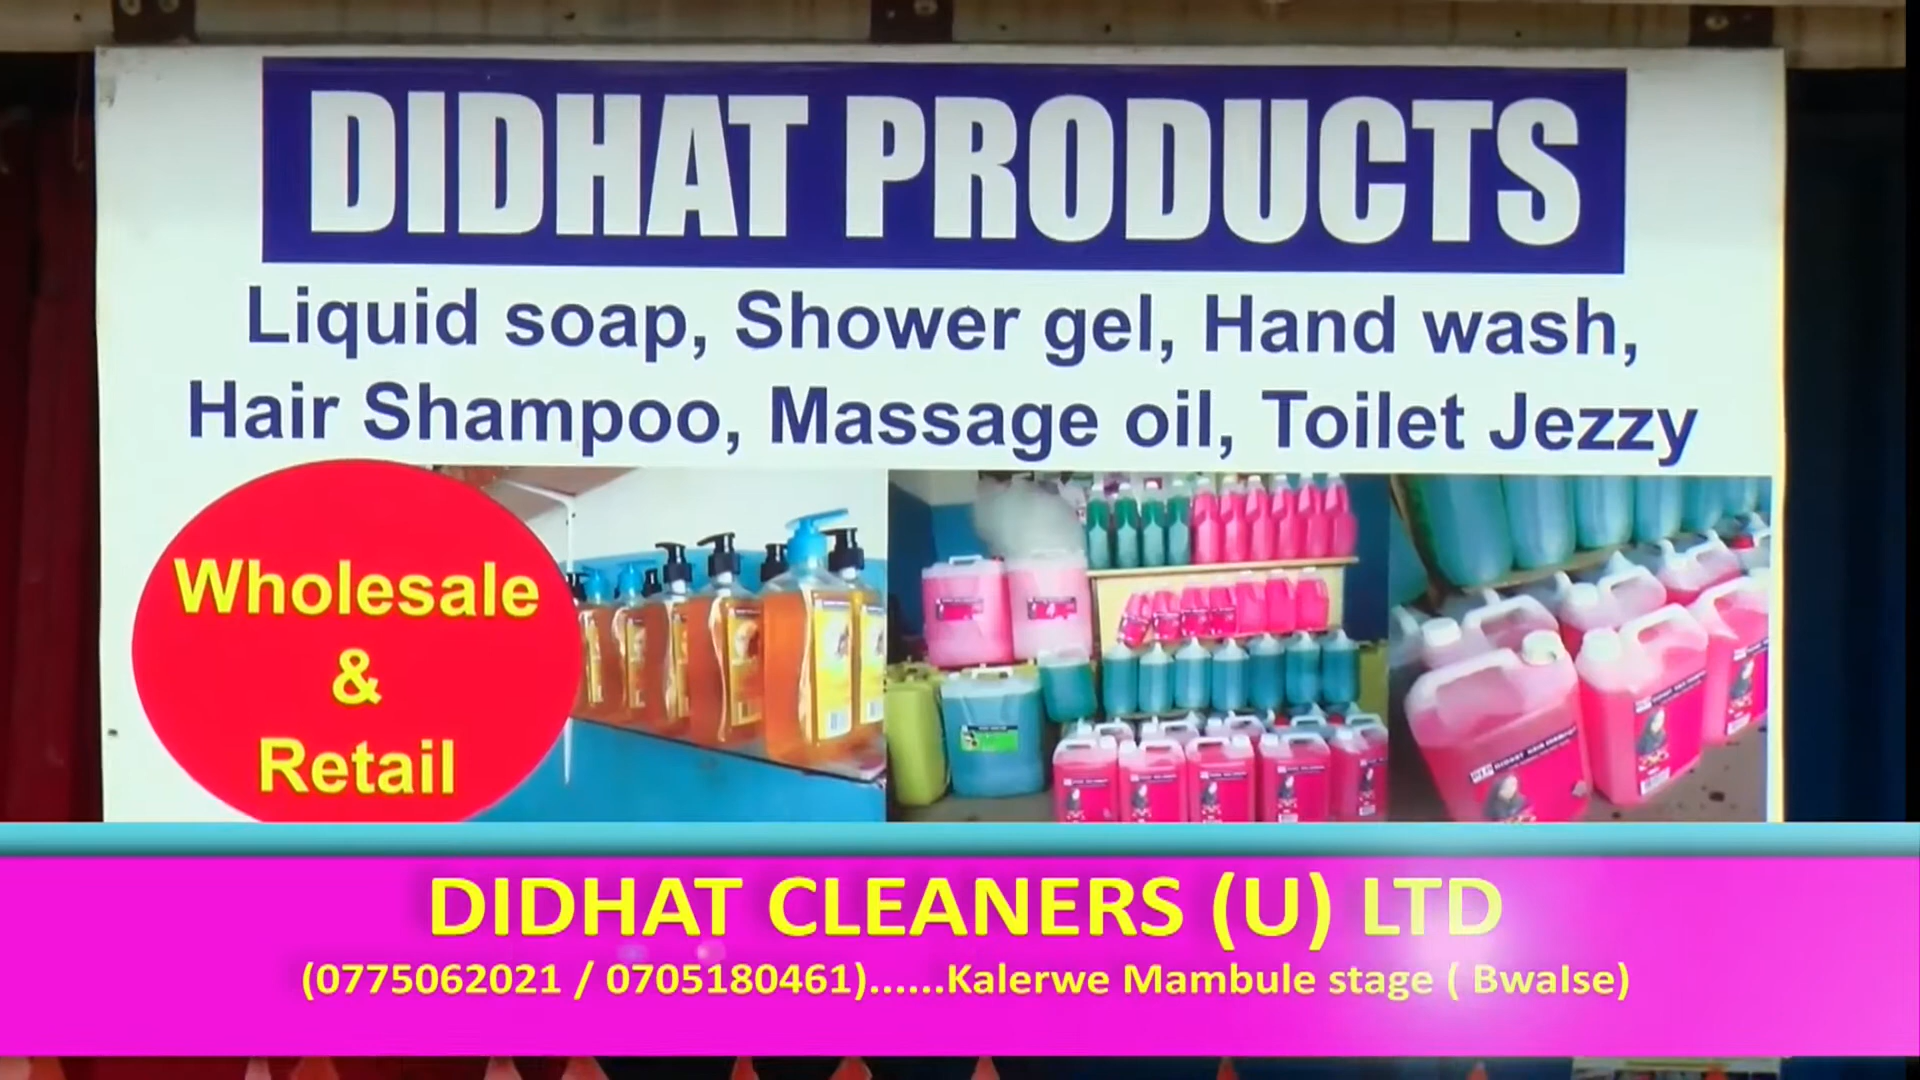 DIDHAT PRODUCTS
Liquid soap, Shower gel, Hand wash,
Hair Shampoo, Massage oil, Toilet Jezzy
Wholesale
&
Retail
DIDHAT CLEANERS (U) LTD
(0775062021 / 0705180461)......Kalerwe Mambule stage ( BwaIse)